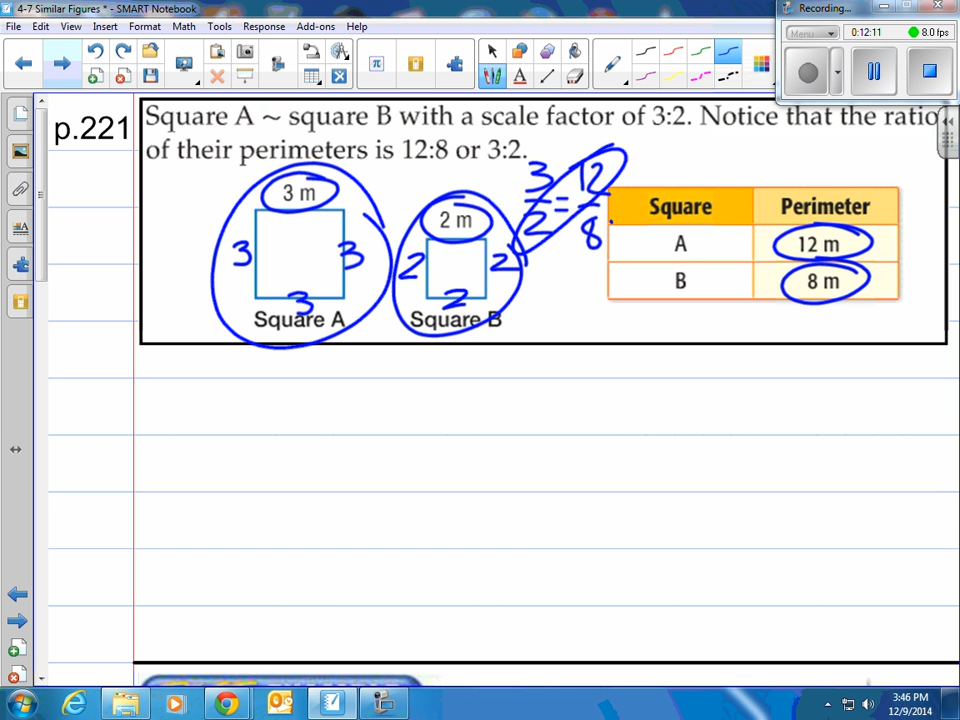 4-7 Similar Figures * - SMART Notebook
Recording...
File Edit View Insert Format Math Tools Response Add-ons Help
Menu
0:12:11
8.0 fps
π
A
p.221
Square A ~ square B with a scale factor of 3:2. Notice that the ratio
of their perimeters is 12:8 or 3:2.
3 m
3
3
3
Square A
2 m
2
2
2
Square B
3 = 12
2 8
Square Perimeter
A 12 m
B 8 m
3:46 PM
12/9/2014